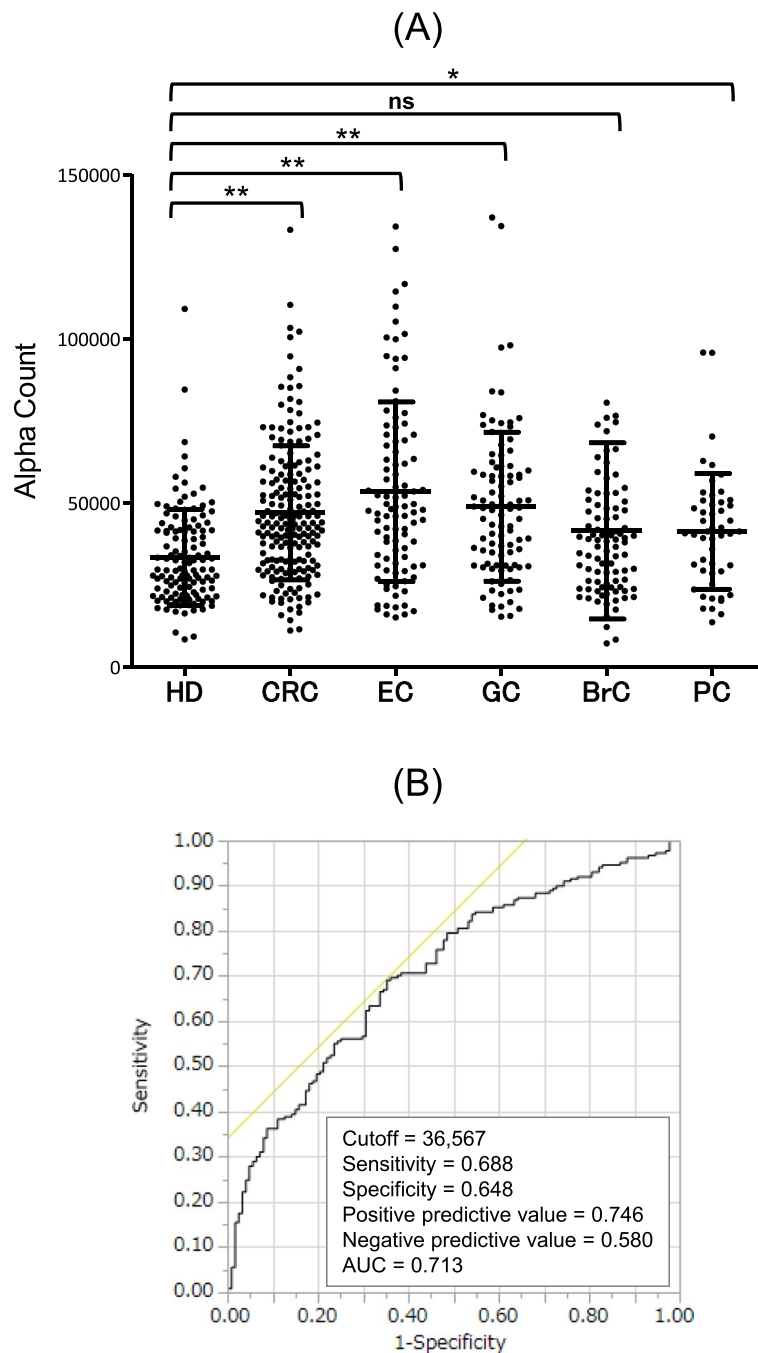 (A)
*
ns
**
**
**
150000
100000
50000
0
Alpha Count
HD CRC EC GC BrC PC
(B)
1.00
0.90
0.80
0.70
0.60
0.50
0.40
0.30
0.20
0.10
0.00
Sensitivity
Cutoff = 36,567
Sensitivity = 0.688
Specificity = 0.648
Positive predictive value = 0.746
Negative predictive value = 0.580
AUC = 0.713
0.00 0.20 0.40 0.60 0.80 1.00
1-Specificity